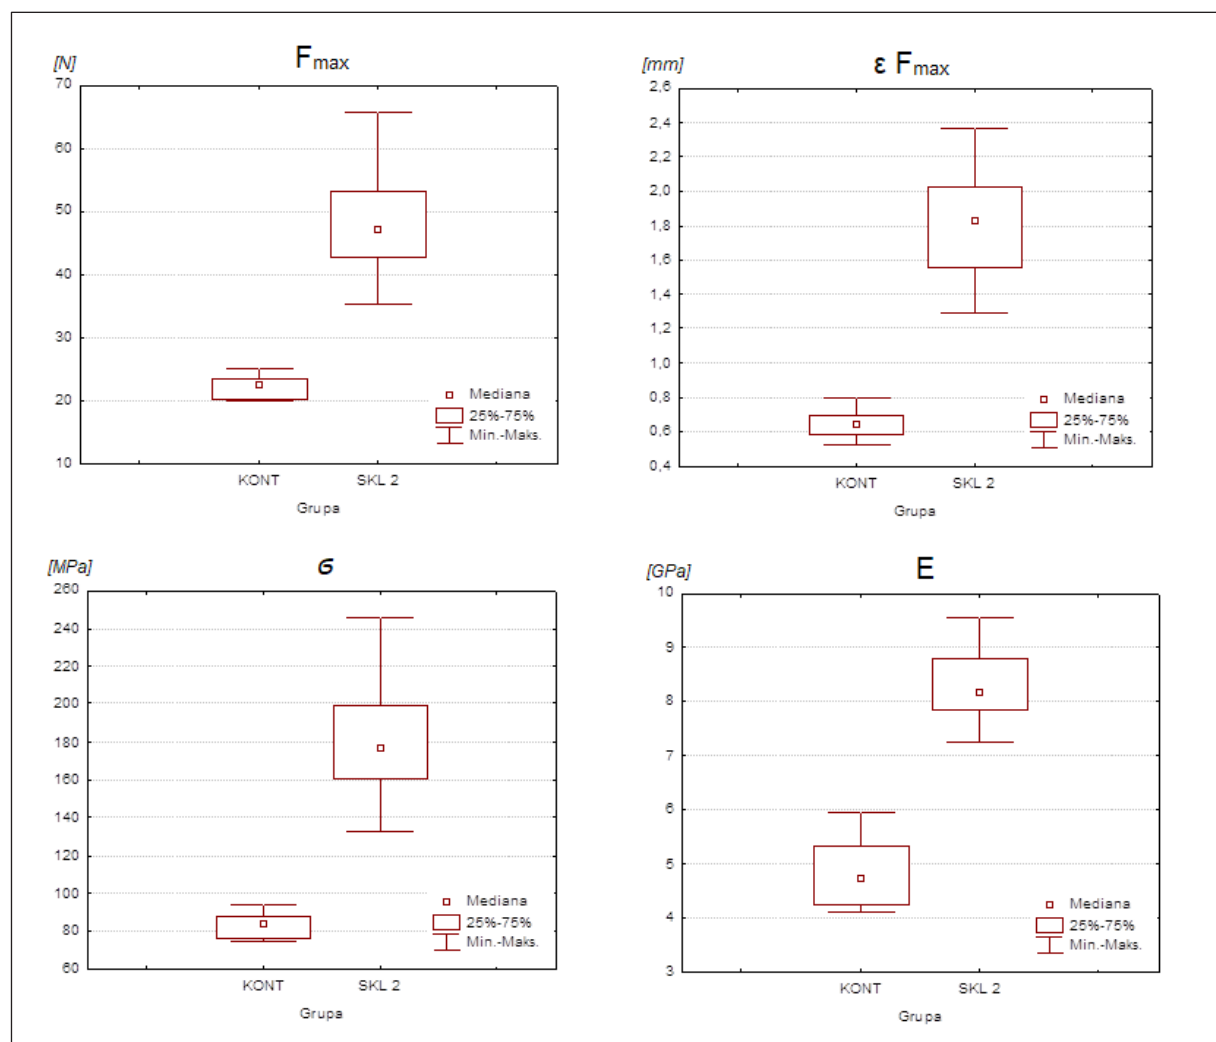 [N] Fmax
70
60
50
40
30
20
10
Mediana
25%-75%
Min.-Maks.
KONT SKL 2
Grupa
[mm] ε Fmax
2,6
2,4
2,2
2,0
1,8
1,6
1,4
1,2
1,0
0,8
0,6
0,4
Mediana
25%-75%
Min.-Maks.
KONT SKL 2
Grupa
[MPa] σ
260
240
220
200
180
160
140
120
100
80
60
Mediana
25%-75%
Min.-Maks.
KONT SKL 2
Grupa
[GPa] E
10
9
8
7
6
5
4
3
Mediana
25%-75%
Min.-Maks.
KONT SKL 2
Grupa